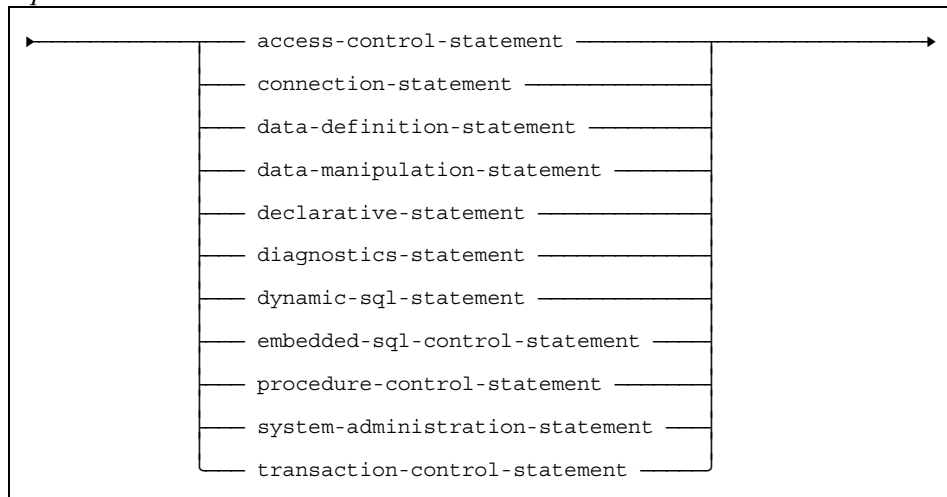 access-control-statement
connection-statement
data-definition-statement
data-manipulation-statement
declarative-statement
diagnostics-statement
dynamic-sql-statement
embedded-sql-control-statement
procedure-control-statement
system-administration-statement
transaction-control-statement